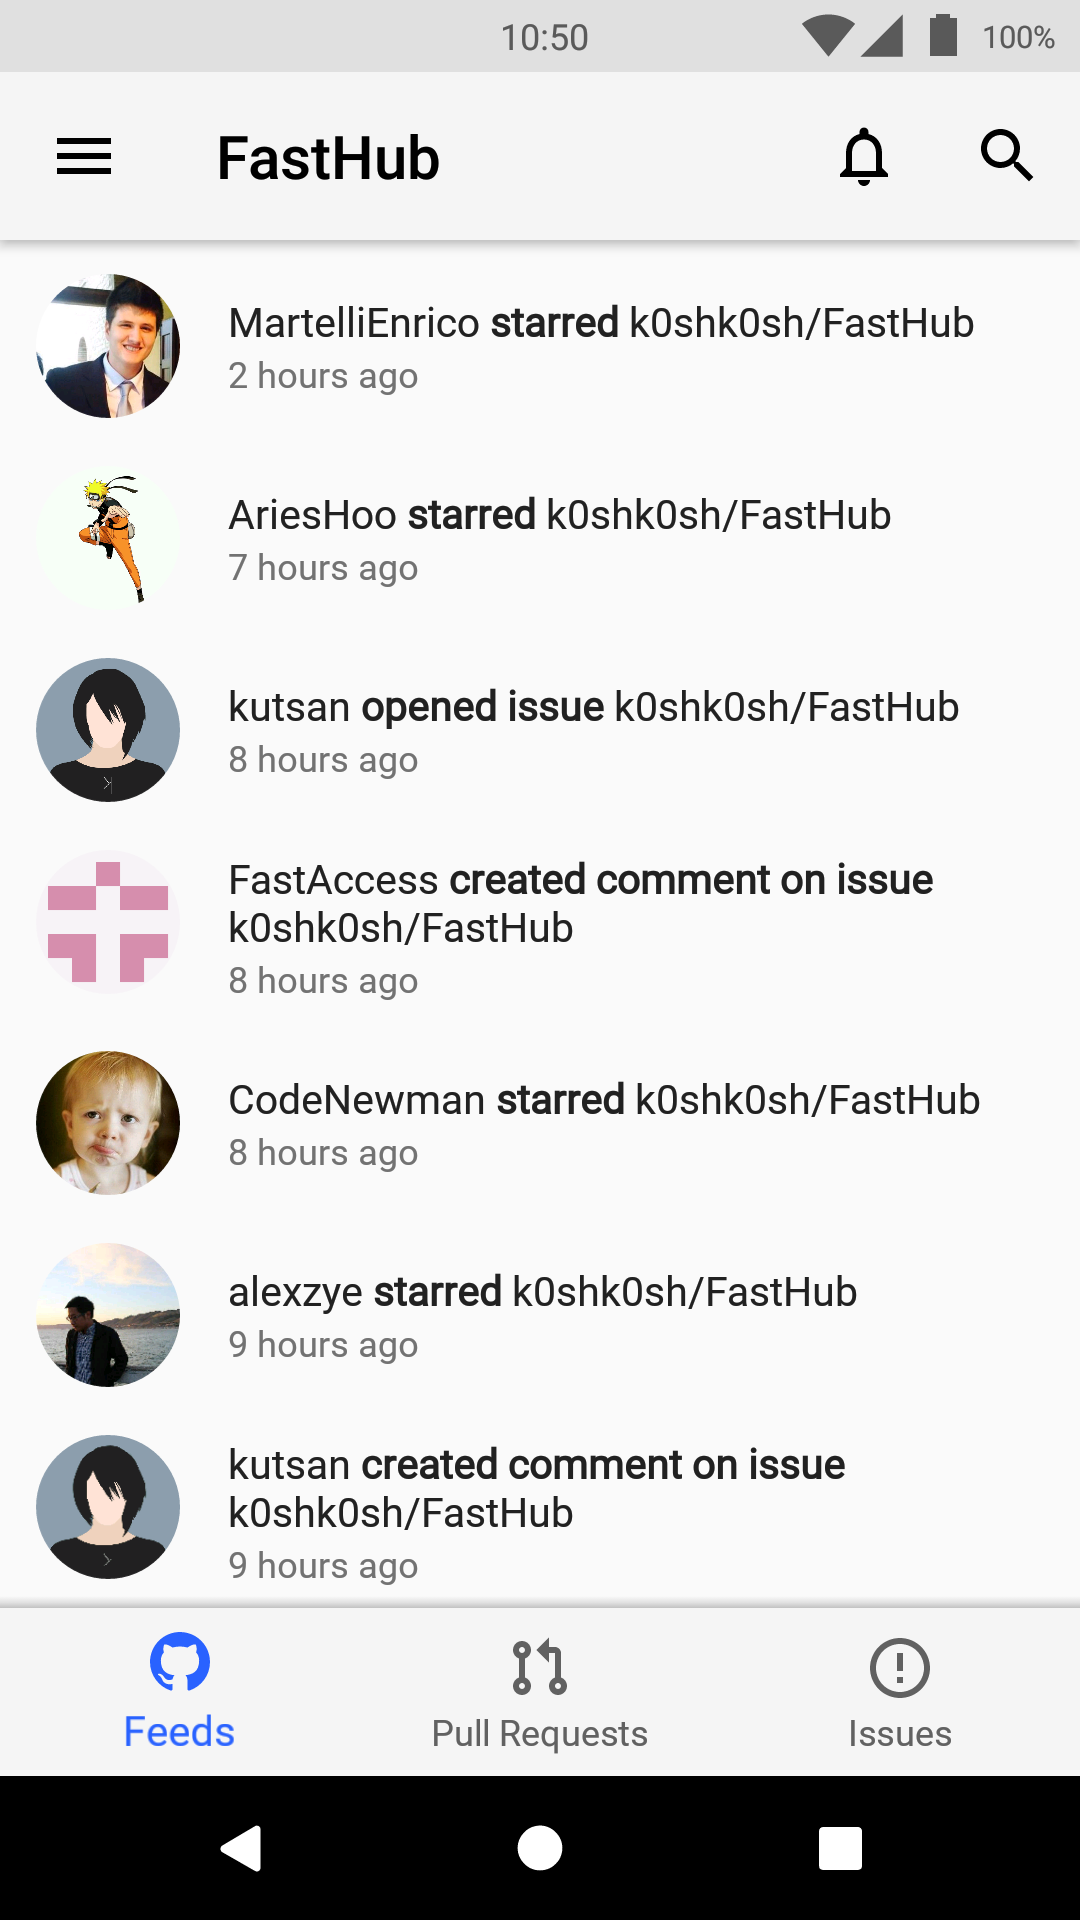 10:50
100%
FastHub
MartelliEnrico starred k0shk0sh/FastHub
2 hours ago
AriesHoo starred k0shk0sh/FastHub
7 hours ago
kutsan opened issue k0shk0sh/FastHub
8 hours ago
FastAccess created comment on issue
k0shk0sh/FastHub
8 hours ago
CodeNewman starred k0shk0sh/FastHub
8 hours ago
alexzye starred k0shk0sh/FastHub
9 hours ago
kutsan created comment on issue
k0shk0sh/FastHub
9 hours ago
Feeds
Pull Requests
Issues